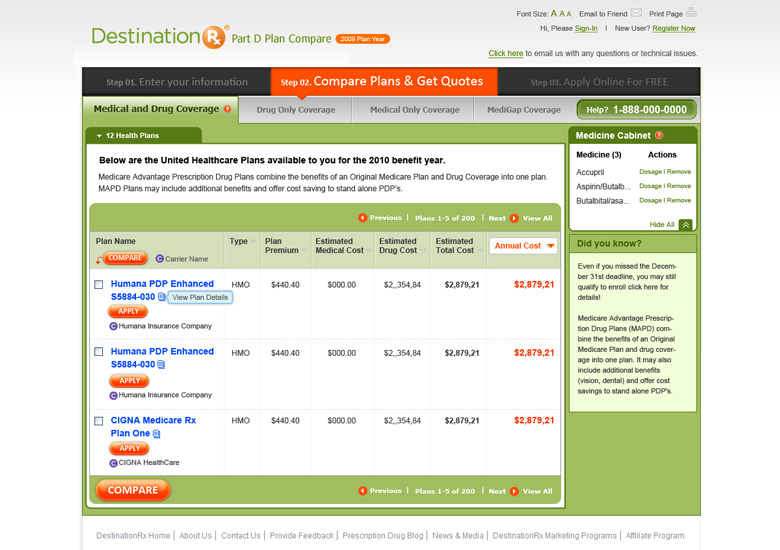 Font Size: A A A Email to Friend Print Page
Hi, Please Sign-In | New User? Register Now
DestinationRx Part D Plan Compare 2009 Plan Year
Click here to email us with any questions or technical issues.
Step 01. Enter your information
Step 02. Compare Plans & Get Quotes
Step 03. Apply Online For FREE
Medical and Drug Coverage ?
Drug Only Coverage
Medical Only Coverage
MediGap Coverage
Help? 1-888-000-0000
12 Health Plans
Below are the United Healthcare Plans available to you for the 2010 benefit year.
Medicare Advantage Prescription Drug Plans combine the benefits of an Original Medicare Plan and Drug Coverage into one plan.
MAPD Plans may include additional benefits and offer cost saving to stand alone PDP's.
Previous | Plans 1-5 of 200 | Next View All
Plan Name
COMPARE C Carrier Name
Type
Plan
Premium
Estimated
Medical Cost
Estimated
Drug Cost
Estimated
Total Cost
Annual Cost
Humana PDP Enhanced
S5884-030 View Plan Details
APPLY
C Humana Insurance Company
HMO $440.40 $000.00 $2,,354,84 $2,879,21 $2,879,21
Humana PDP Enhanced
S5884-030
APPLY
C Humana Insurance Company
HMO $440.40 $000.00 $2,,354,84 $2,879,21 $2,879,21
CIGNA Medicare Rx
Plan One
APPLY
C CIGNA HealthCare
HMO $440.40 $000.00 $2,,354,84 $2,879,21 $2,879,21
COMPARE
Previous | Plans 1-5 of 200 | Next View All
Medicine Cabinet ?
Medicine (3) Actions
Accupril Dosage | Remove
Aspirin/Butalb... Dosage | Remove
Butalbital/asa... Dosage | Remove
Hide All
Did you know?
Even if you missed the Decem-
ber 31st deadline, you may still
qualify to enroll click here for
details!
Medicare Advantage Prescrip-
tion Drug Plans (MAPD) com-
bine the benefits of an Original
Medicare Plan and drug cover-
age into one plan. It may also
include additional benefits
(vision, dental) and offer cost
savings to stand alone PDP's.
DestinationRx Home | About Us | Contact Us | Provide Feedback | Prescription Drug Blog | News & Media | DestinationRx Marketing Programs | Affiliate Program